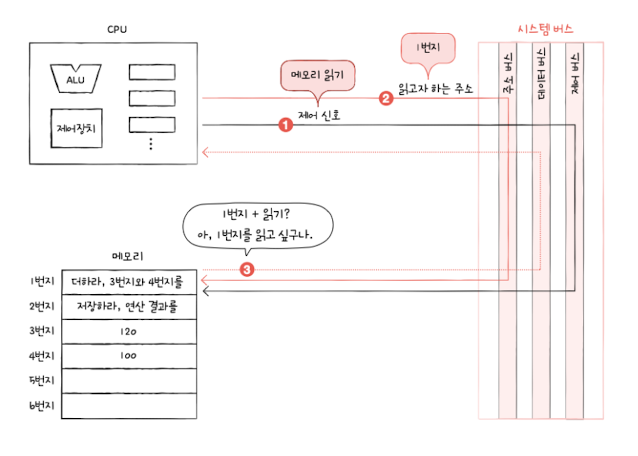 CPU
시스템 버스
ALU
제어장치
메모리 읽기
1번지
2
읽고자 하는 주소
제어 신호
1
주소 버스
데이터 버스
제어 버스
1번지 + 읽기?
아, 1번지를 읽고 싶구나.
3
메모리
1번지 더하라, 3번지와 4번지를
2번지 저장하라, 연산 결과를
3번지 120
4번지 100
5번지
6번지